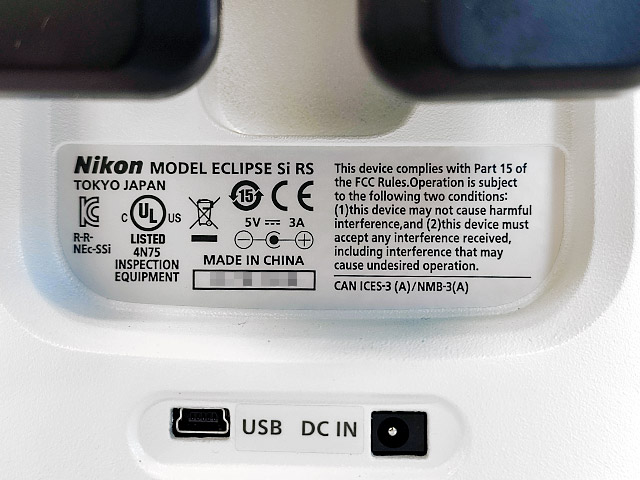 Nikon MODEL ECLIPSE Si RS
TOKYO JAPAN
R-R-
NEc-SSi
C UL US
LISTED
4N75
INSPECTION
EQUIPMENT
15
CE
5V ⎓ 3A
MADE IN CHINA
This device complies with Part 15 of
the FCC Rules.Operation is subject
to the following two conditions:
(1)this device may not cause harmful
interference,and (2)this device must
accept any interference received,
including interference that may
cause undesired operation.
CAN ICES-3 (A)/NMB-3(A)
USB DC IN